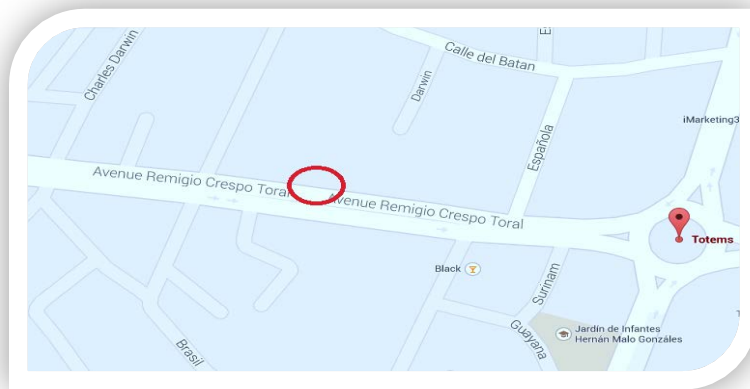 Charles Darwin
Calle del Batan
E
Darwin
iMarketing3
Española
Avenue Remigio Crespo Toral
Avenue Remigio Crespo Toral
Totems
Black
Surinam
Guayana
Jardín de Infantes
Hernán Malo Gonzáles
Brasil